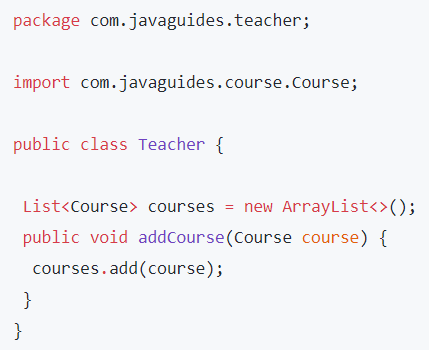 package com.javaguides.teacher;
import com.javaguides.course.Course;
public class Teacher {
List<Course> courses = new ArrayList<>();
public void addCourse(Course course) {
courses.add(course);
}
}